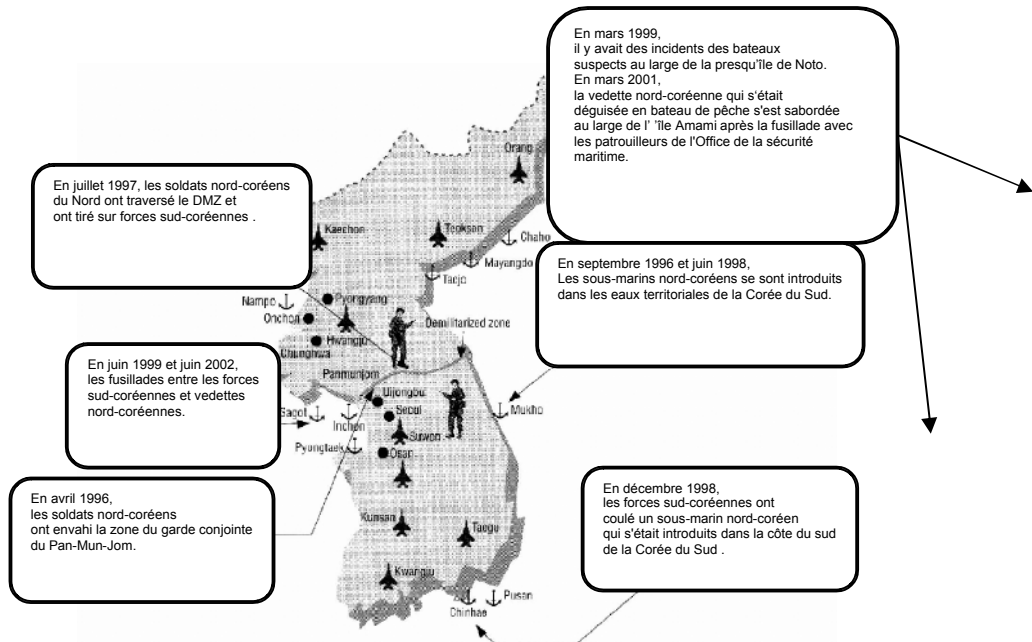 En mars 1999,
il y avait des incidents des bateaux
suspects au large de la presqu'île de Noto.
En mars 2001,
la vedette nord-coréenne qui s'était
déguisée en bateau de pêche s'est sabordée
au large de l' 'île Amami après la fusillade avec
les patrouilleurs de l'Office de la sécurité
maritime.
Orang
En juillet 1997, les soldats nord-coréens
du Nord ont traversé le DMZ et
ont tiré sur forces sud-coréennes .
Kaechon
Teoksan
Chaho
Mayangdo
Taejo
En septembre 1996 et juin 1998,
Les sous-marins nord-coréens se sont introduits
dans les eaux territoriales de la Corée du Sud.
Nampo
Pyongyang
Onchon
Hwangju
Chunghwa
Demilitarized zone
Panmunjom
En juin 1999 et juin 2002,
les fusillades entre les forces
sud-coréennes et vedettes
nord-coréennes.
Uijongbu
Seoul
Inchon
Mukho
Suwon
Pyongtaek
Osan
En avril 1996,
les soldats nord-coréens
ont envahi la zone du garde conjointe
du Pan-Mun-Jom.
En décembre 1998,
les forces sud-coréennes ont
coulé un sous-marin nord-coréen
qui s'était introduits dans la côte du sud
de la Corée du Sud .
Kunsan
Taegu
Kwangju
Chinhae
Pusan